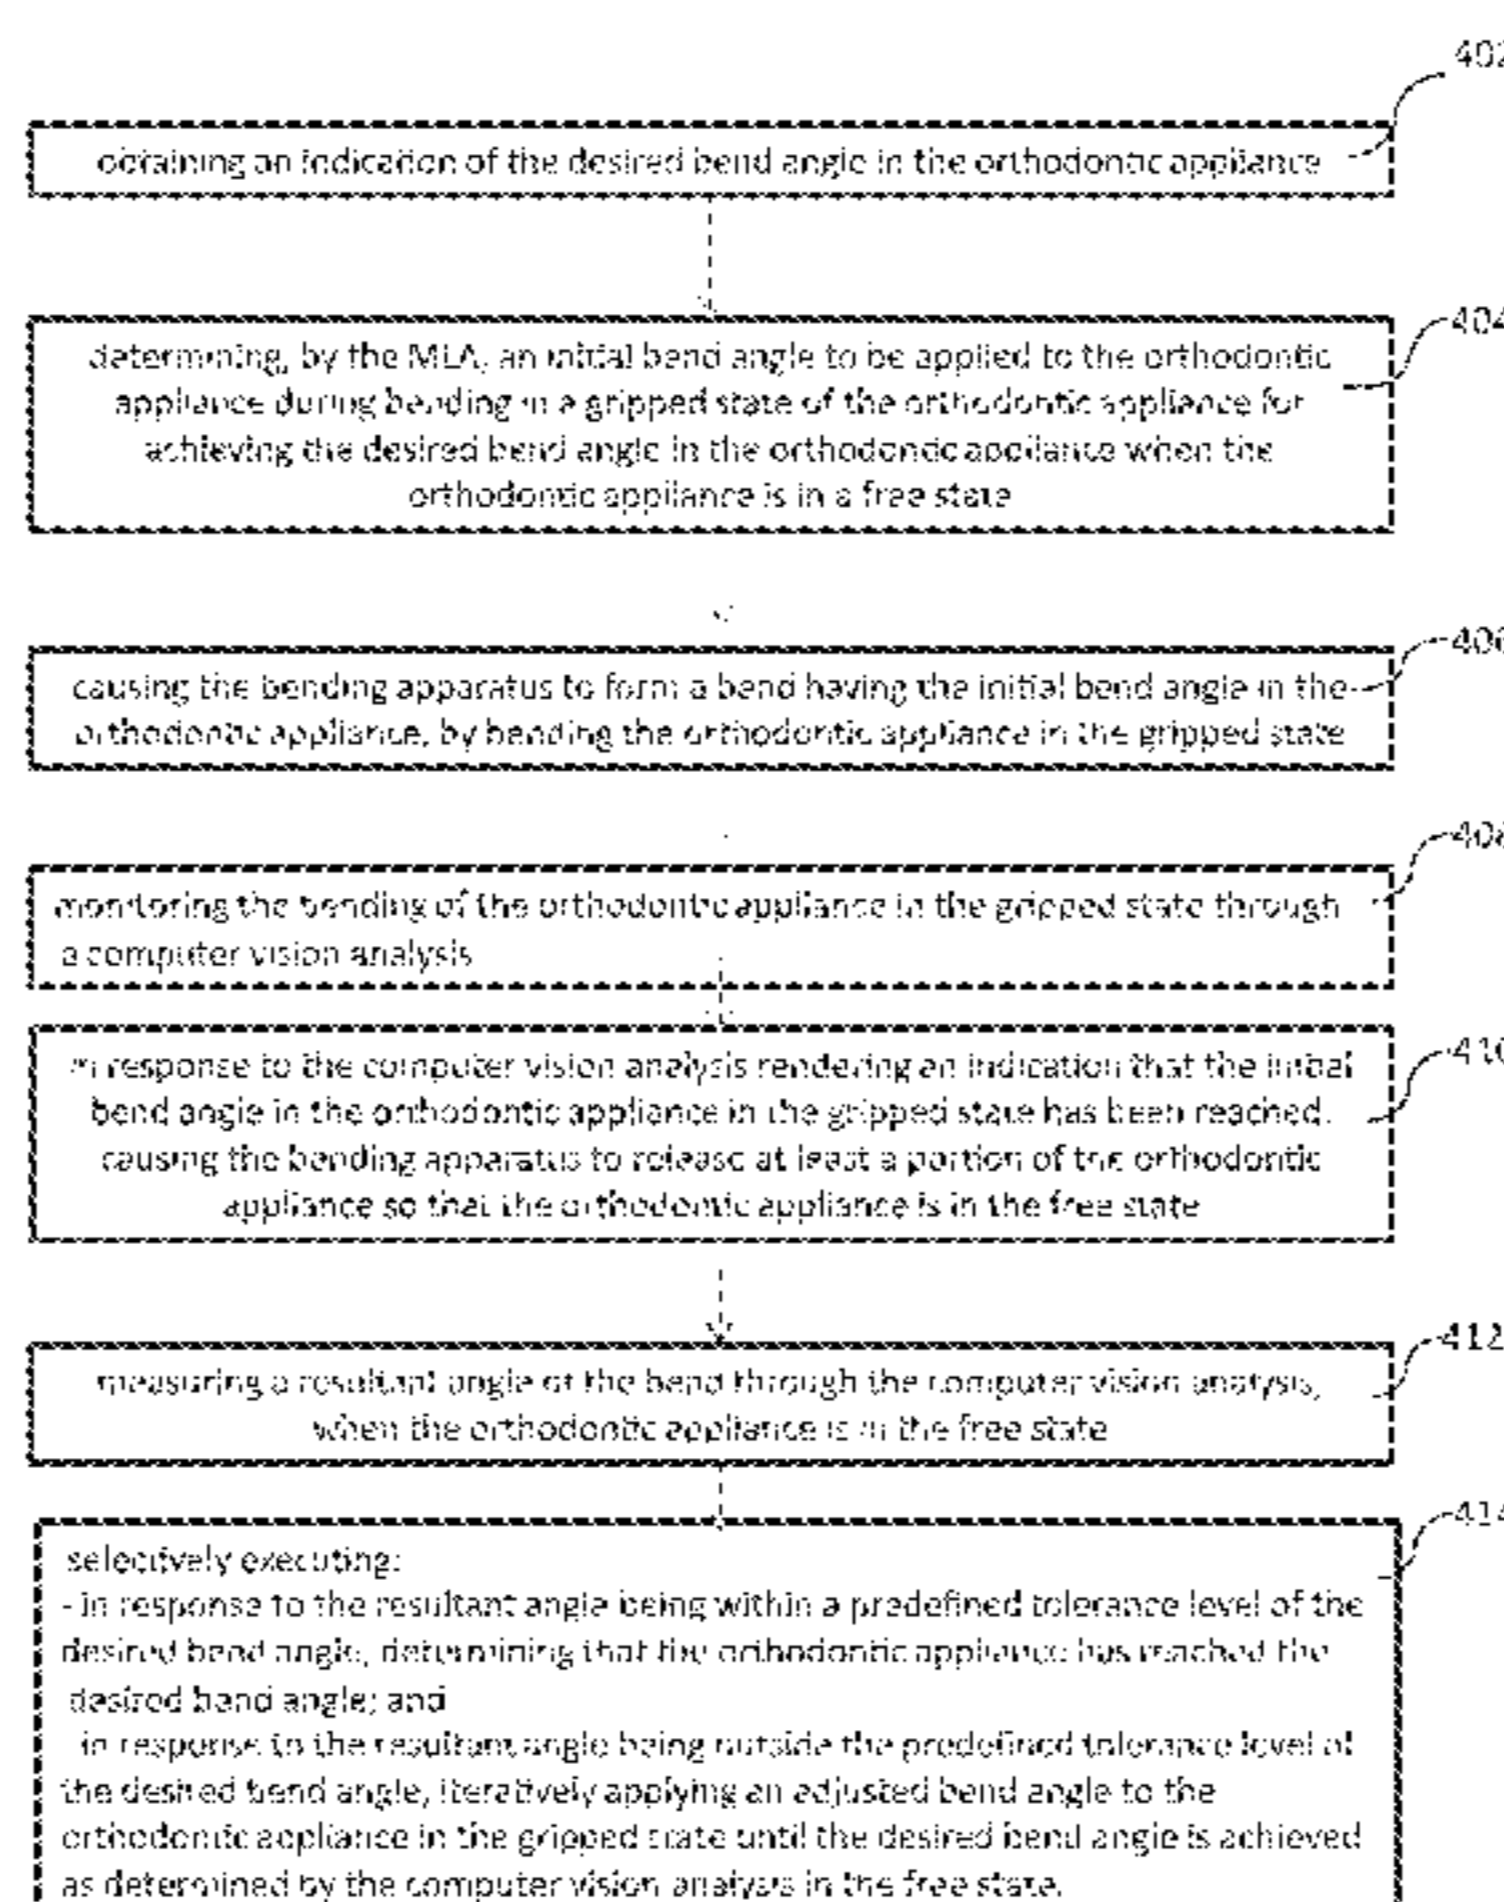 402
obtaining an indication of the desired bend angle in the orthodontic appliance
404
determining, by the MLA, an initial bend angle to be applied to the orthodontic
appliance during bending in a gripped state of the orthodontic appliance for
achieving the desired bend angle in the orthodontic appliance when the
orthodontic appliance is in a free state
406
causing the bending apparatus to form a bend having the initial bend angle in the
orthodontic appliance, by bending the orthodontic appliance in the gripped state
408
monitoring the bending of the orthodontic appliance in the gripped state through
a computer vision analysis
410
in response to the computer vision analysis rendering an indication that the initial
bend angle in the orthodontic appliance in the gripped state has been reached,
causing the bending apparatus to release at least a portion of the orthodontic
appliance so that the orthodontic appliance is in the free state
412
measuring a resultant angle of the bend through the computer vision analysis,
when the orthodontic appliance is in the free state
414
selectively executing:
- in response to the resultant angle being within a predefined tolerance level of the
desired bend angle, determining that the orthodontic appliance has reached the
desired bend angle; and
in response to the resultant angle being outside the predefined tolerance level of
the desired bend angle, iteratively applying an adjusted bend angle to the
orthodontic appliance in the gripped state until the desired bend angle is achieved
as determined by the computer vision analysis in the free state.